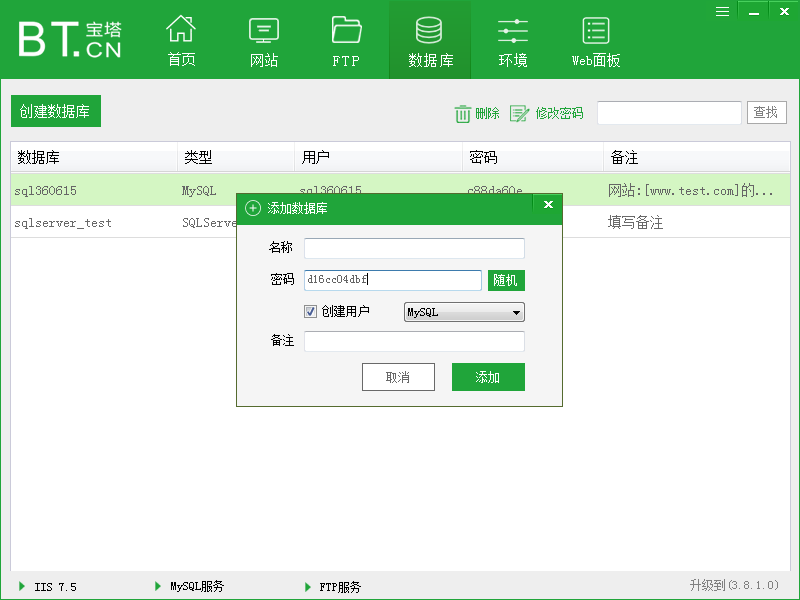 BT.CN 宝塔
首页 网站 FTP 数据库 环境 Web面板
创建数据库 删除 修改密码 查找
数据库 类型 用户 密码 备注
sql360615 MySQL sql360615 c88da60e 网站:[www.test.com]的...
sqlserver_test SQLServe 填写备注
添加数据库
名称
密码 d16cc04dbf 随机
创建用户 MySQL
备注
取消 添加
IIS 7.5 MySQL服务 FTP服务 升级到(3.8.1.0)